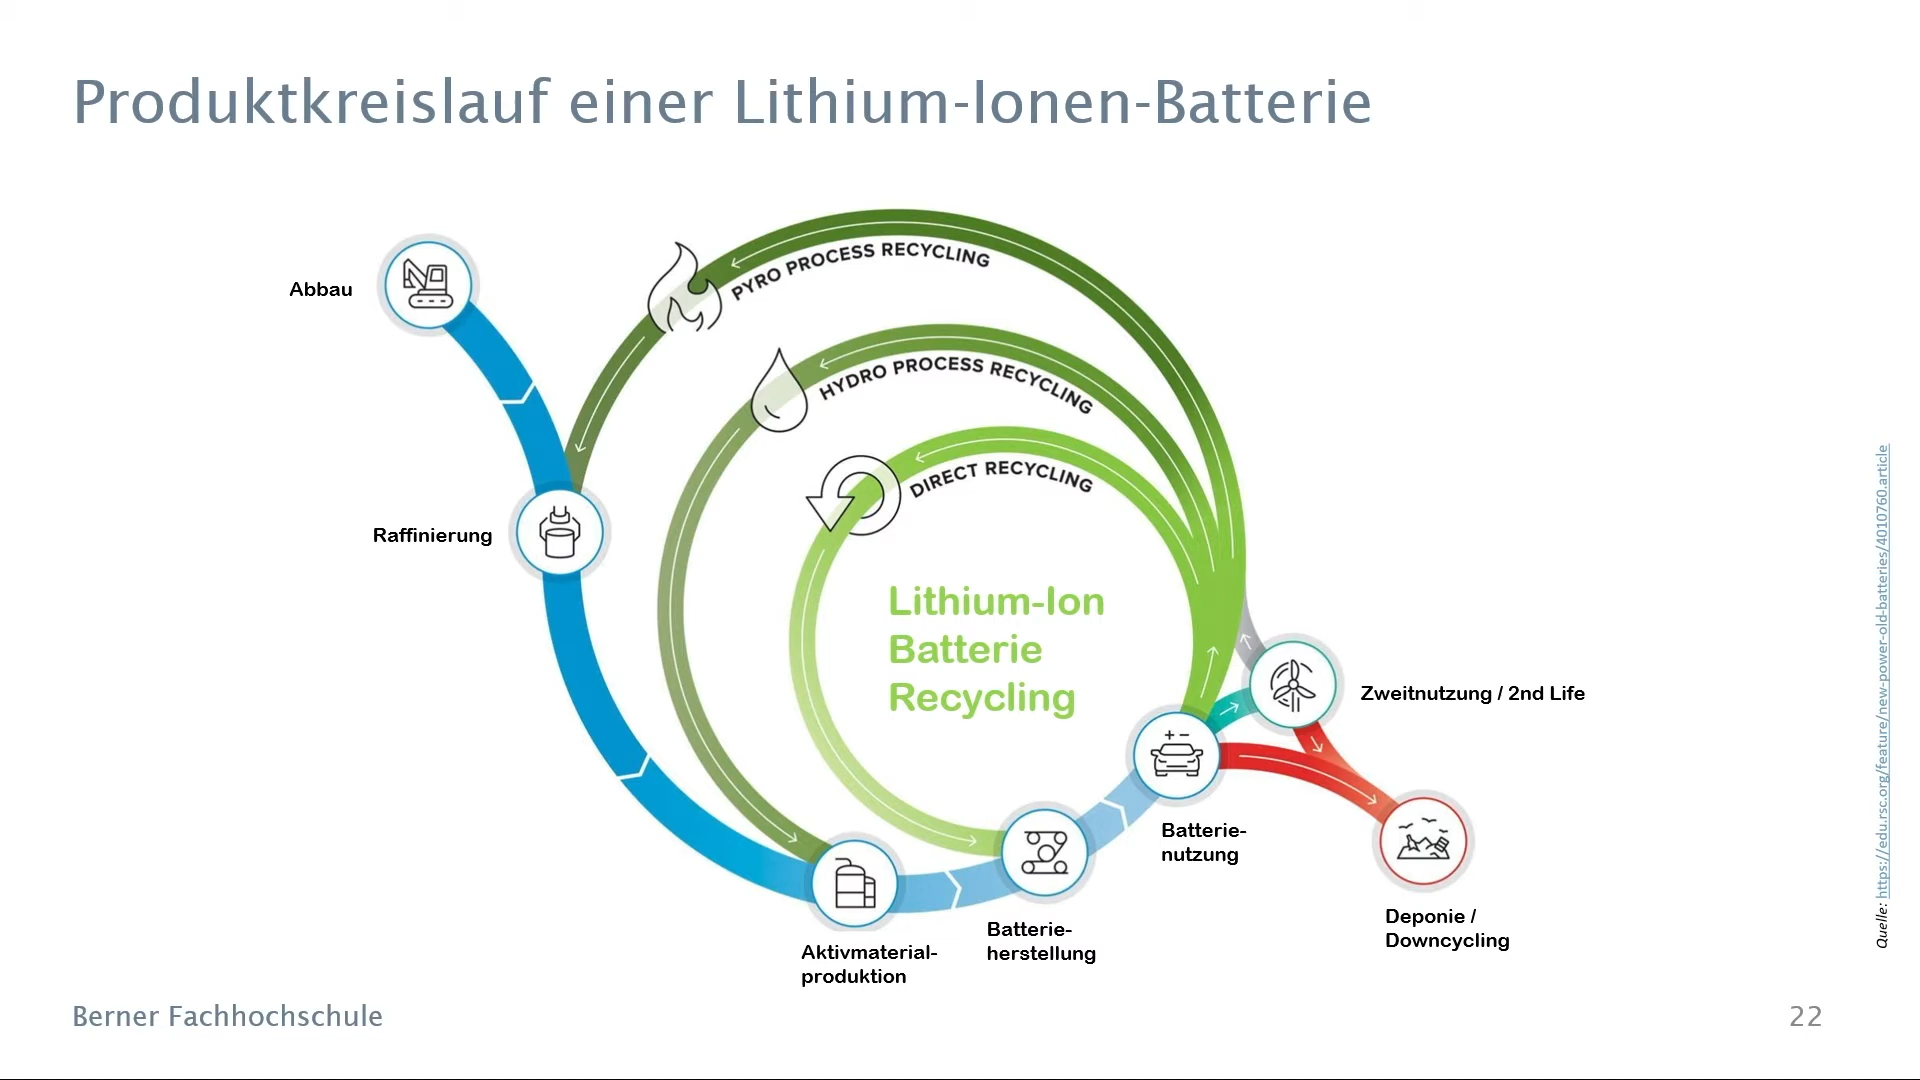 Produktkreislauf einer Lithium-Ionen-Batterie
Abbau
PYRO PROCESS RECYCLING
HYDRO PROCESS RECYCLING
DIRECT RECYCLING
Raffinierung
Lithium-Ion
Batterie
Recycling
+ −
Zweitnutzung / 2nd Life
Batterie-
nutzung
Deponie /
Downcycling
Batterie-
herstellung
Aktivmaterial-
produktion
Quelle: https://edu.rsc.org/feature/new-power-old-batteries/4010760.article
Berner Fachhochschule
22